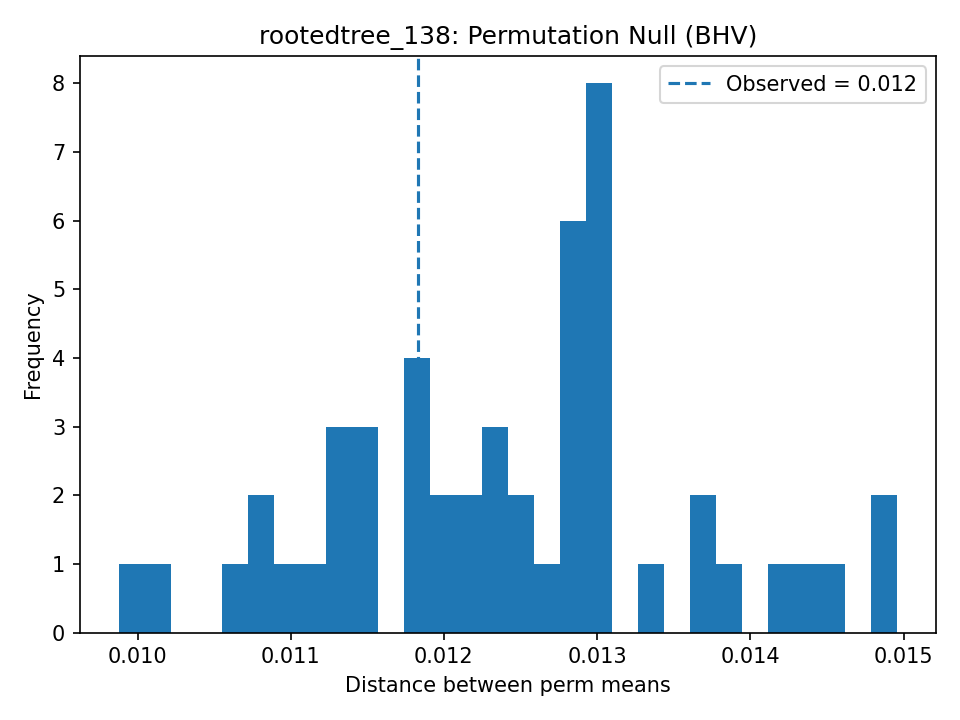 rootedtree_138: Permutation Null (BHV)
Observed = 0.012
Frequency
8
7
6
5
4
3
2
1
0
0.010 0.011 0.012 0.013 0.014 0.015
Distance between perm means